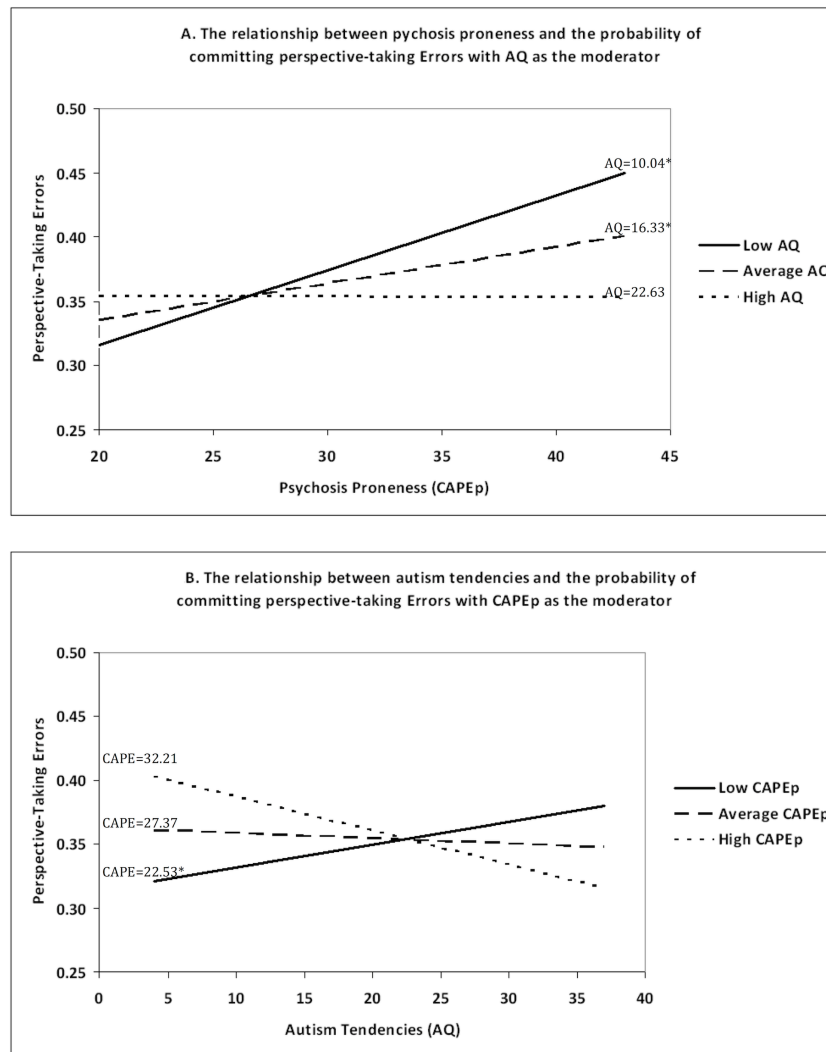 A. The relationship between pychosis proneness and the probability of
committing perspective-taking Errors with AQ as the moderator
0.50
0.45
0.40
0.35
0.30
0.25
Perspective-Taking Errors
AQ=10.04*
AQ=16.33*
AQ=22.63
Low AQ
Average AQ
High AQ
20 25 30 35 40 45
Psychosis Proneness (CAPEp)
B. The relationship between autism tendencies and the probability of
committing perspective-taking Errors with CAPEp as the moderator
0.50
0.45
0.40
0.35
0.30
0.25
Perspective-Taking Errors
CAPE=32.21
CAPE=27.37
CAPE=22.53*
Low CAPEp
Average CAPEp
High CAPEp
0 5 10 15 20 25 30 35 40
Autism Tendencies (AQ)